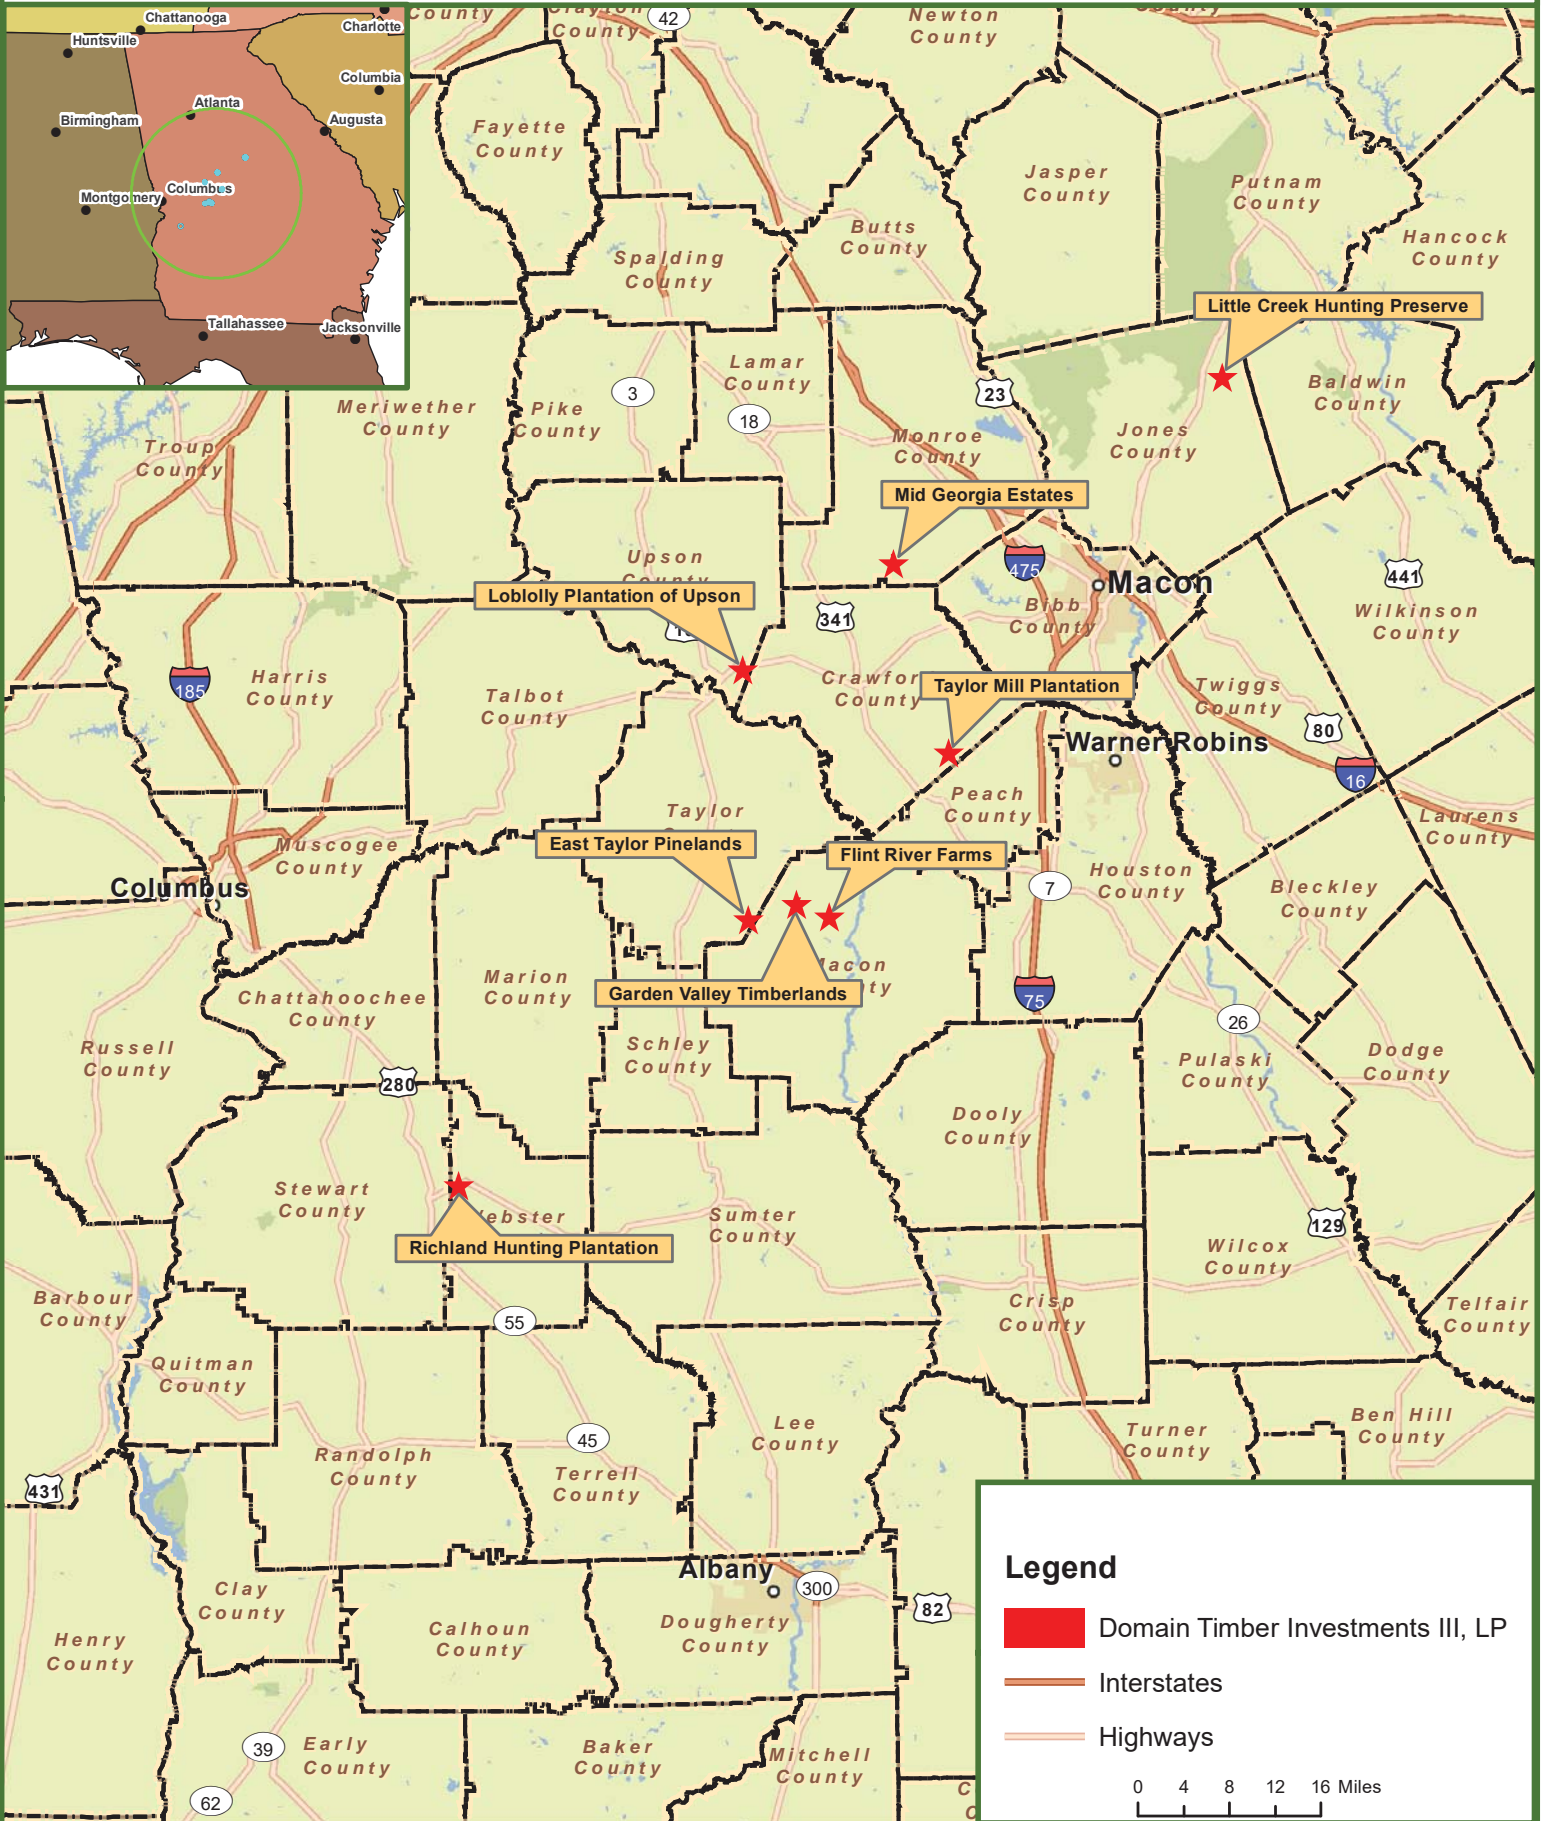 Chattanooga
Charlotte
Huntsville
Columbia
Atlanta
Birmingham
Augusta
Columbus
Montgomery
Tallahassee
Jacksonville
County
Clayton
County
42
Newton
County
County
Fayette
County
Jasper
County
Putnam
County
Butts
County
Hancock
County
Spalding
County
Little Creek Hunting Preserve
Lamar
County
3
18
23
Baldwin
County
Meriwether
County
Pike
County
Troup
County
Monroe
County
Jones
County
Mid Georgia Estates
Upson
County
475
Macon
441
Loblolly Plantation of Upson
341
Bibb
County
Wilkinson
County
185
Harris
County
Talbot
County
Crawfor
County
Taylor Mill Plantation
Twiggs
County
80
Warner Robins
16
Taylor
Peach
County
Laurens
County
Muscogee
County
East Taylor Pinelands
Flint River Farms
Columbus
7
Houston
County
Bleckley
County
Marion
County
Macon
ty
Garden Valley Timberlands
75
Chattahoochee
County
26
Russell
County
Schley
County
Pulaski
County
Dodge
County
280
Dooly
County
Stewart
County
Webster
Sumter
County
129
Richland Hunting Plantation
Wilcox
County
Barbour
County
55
Crisp
County
Telfair
County
Quitman
County
Lee
County
Turner
County
Ben Hill
County
45
Randolph
County
Terrell
County
431
Albany
300
82
Clay
County
Calhoun
County
Dougherty
County
Henry
County
39
Early
County
Baker
County
Mitchell
County
62
C
C
Legend
Domain Timber Investments III, LP
Interstates
Highways
0 4 8 12 16 Miles